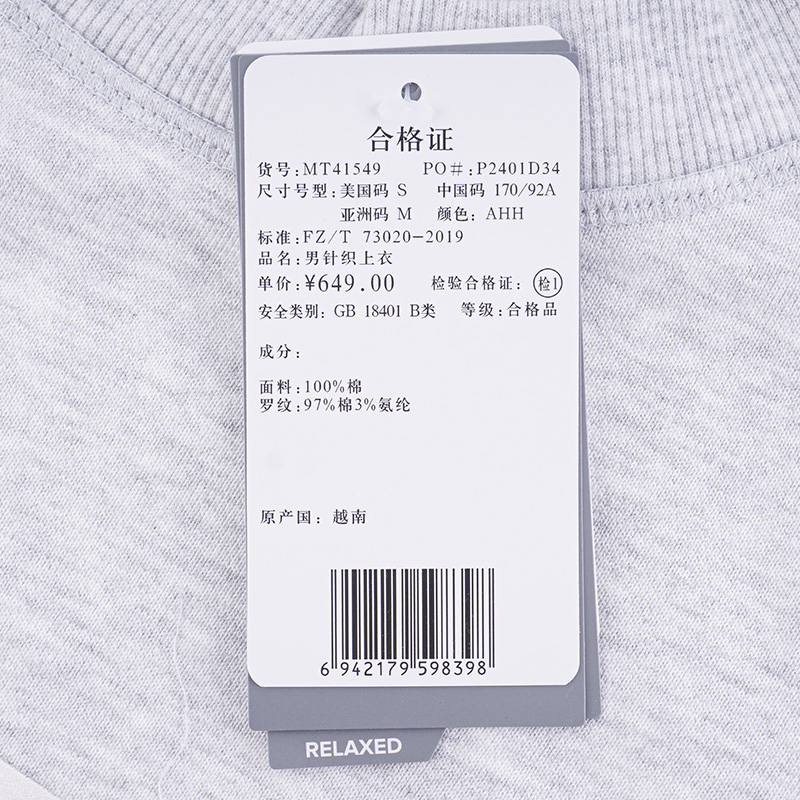 合格证
货号:MT41549 PO#:P2401D34
尺寸号型:美国码 S 中国码 170/92A
亚洲码 M 颜色: AHH
标准:FZ/T 73020-2019
品名:男针织上衣
单价:¥649.00 检验合格证: 检1
安全类别: GB 18401 B类 等级:合格品
成分:
面料:100%棉
罗纹:97%棉3%氨纶
原产国: 越南
6 942179 598398
RELAXED